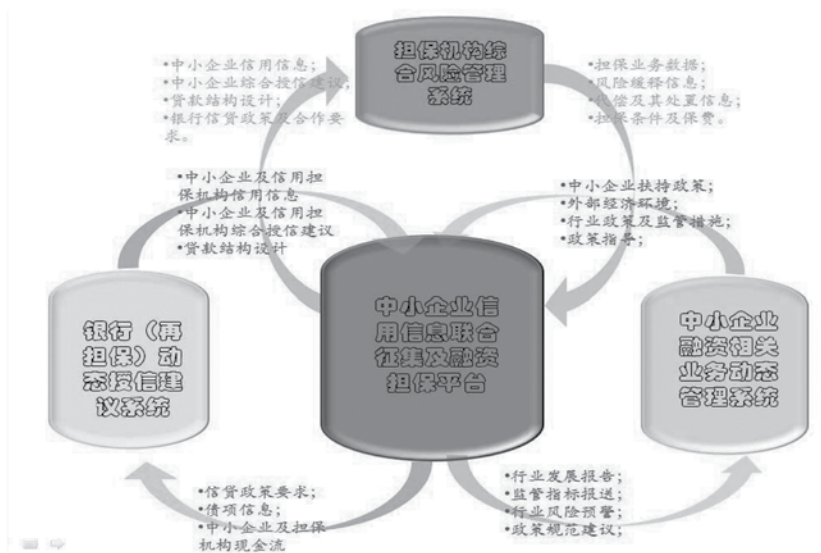 担保机构综
合风险管理
系统
•中小企业信用信息；
•中小企业综合授信建议；
•贷款结构设计；
•银行信贷政策及合作要
求。
•担保业务数据；
•风险缓释信息；
•代偿及其处置信息；
•担保条件及保费。
•中小企业及信用担
保机构信用信息
•中小企业及信用担
保机构综合授信建议
•贷款结构设计
•中小企业扶持政策；
•外部经济环境；
•行业政策及监管措施；
•政策指导；
银行（再
担保）动
态授信建
议系统
中小企业信
用信息联合
征集及融资
担保平台
中小企业
融资相关
业务动态
管理系统
•信贷政策要求；
•债项信息；
•中小企业及担保
机构现金流
•行业发展报告；
•监管指标报送；
•行业风险预警；
•政策规范建议；